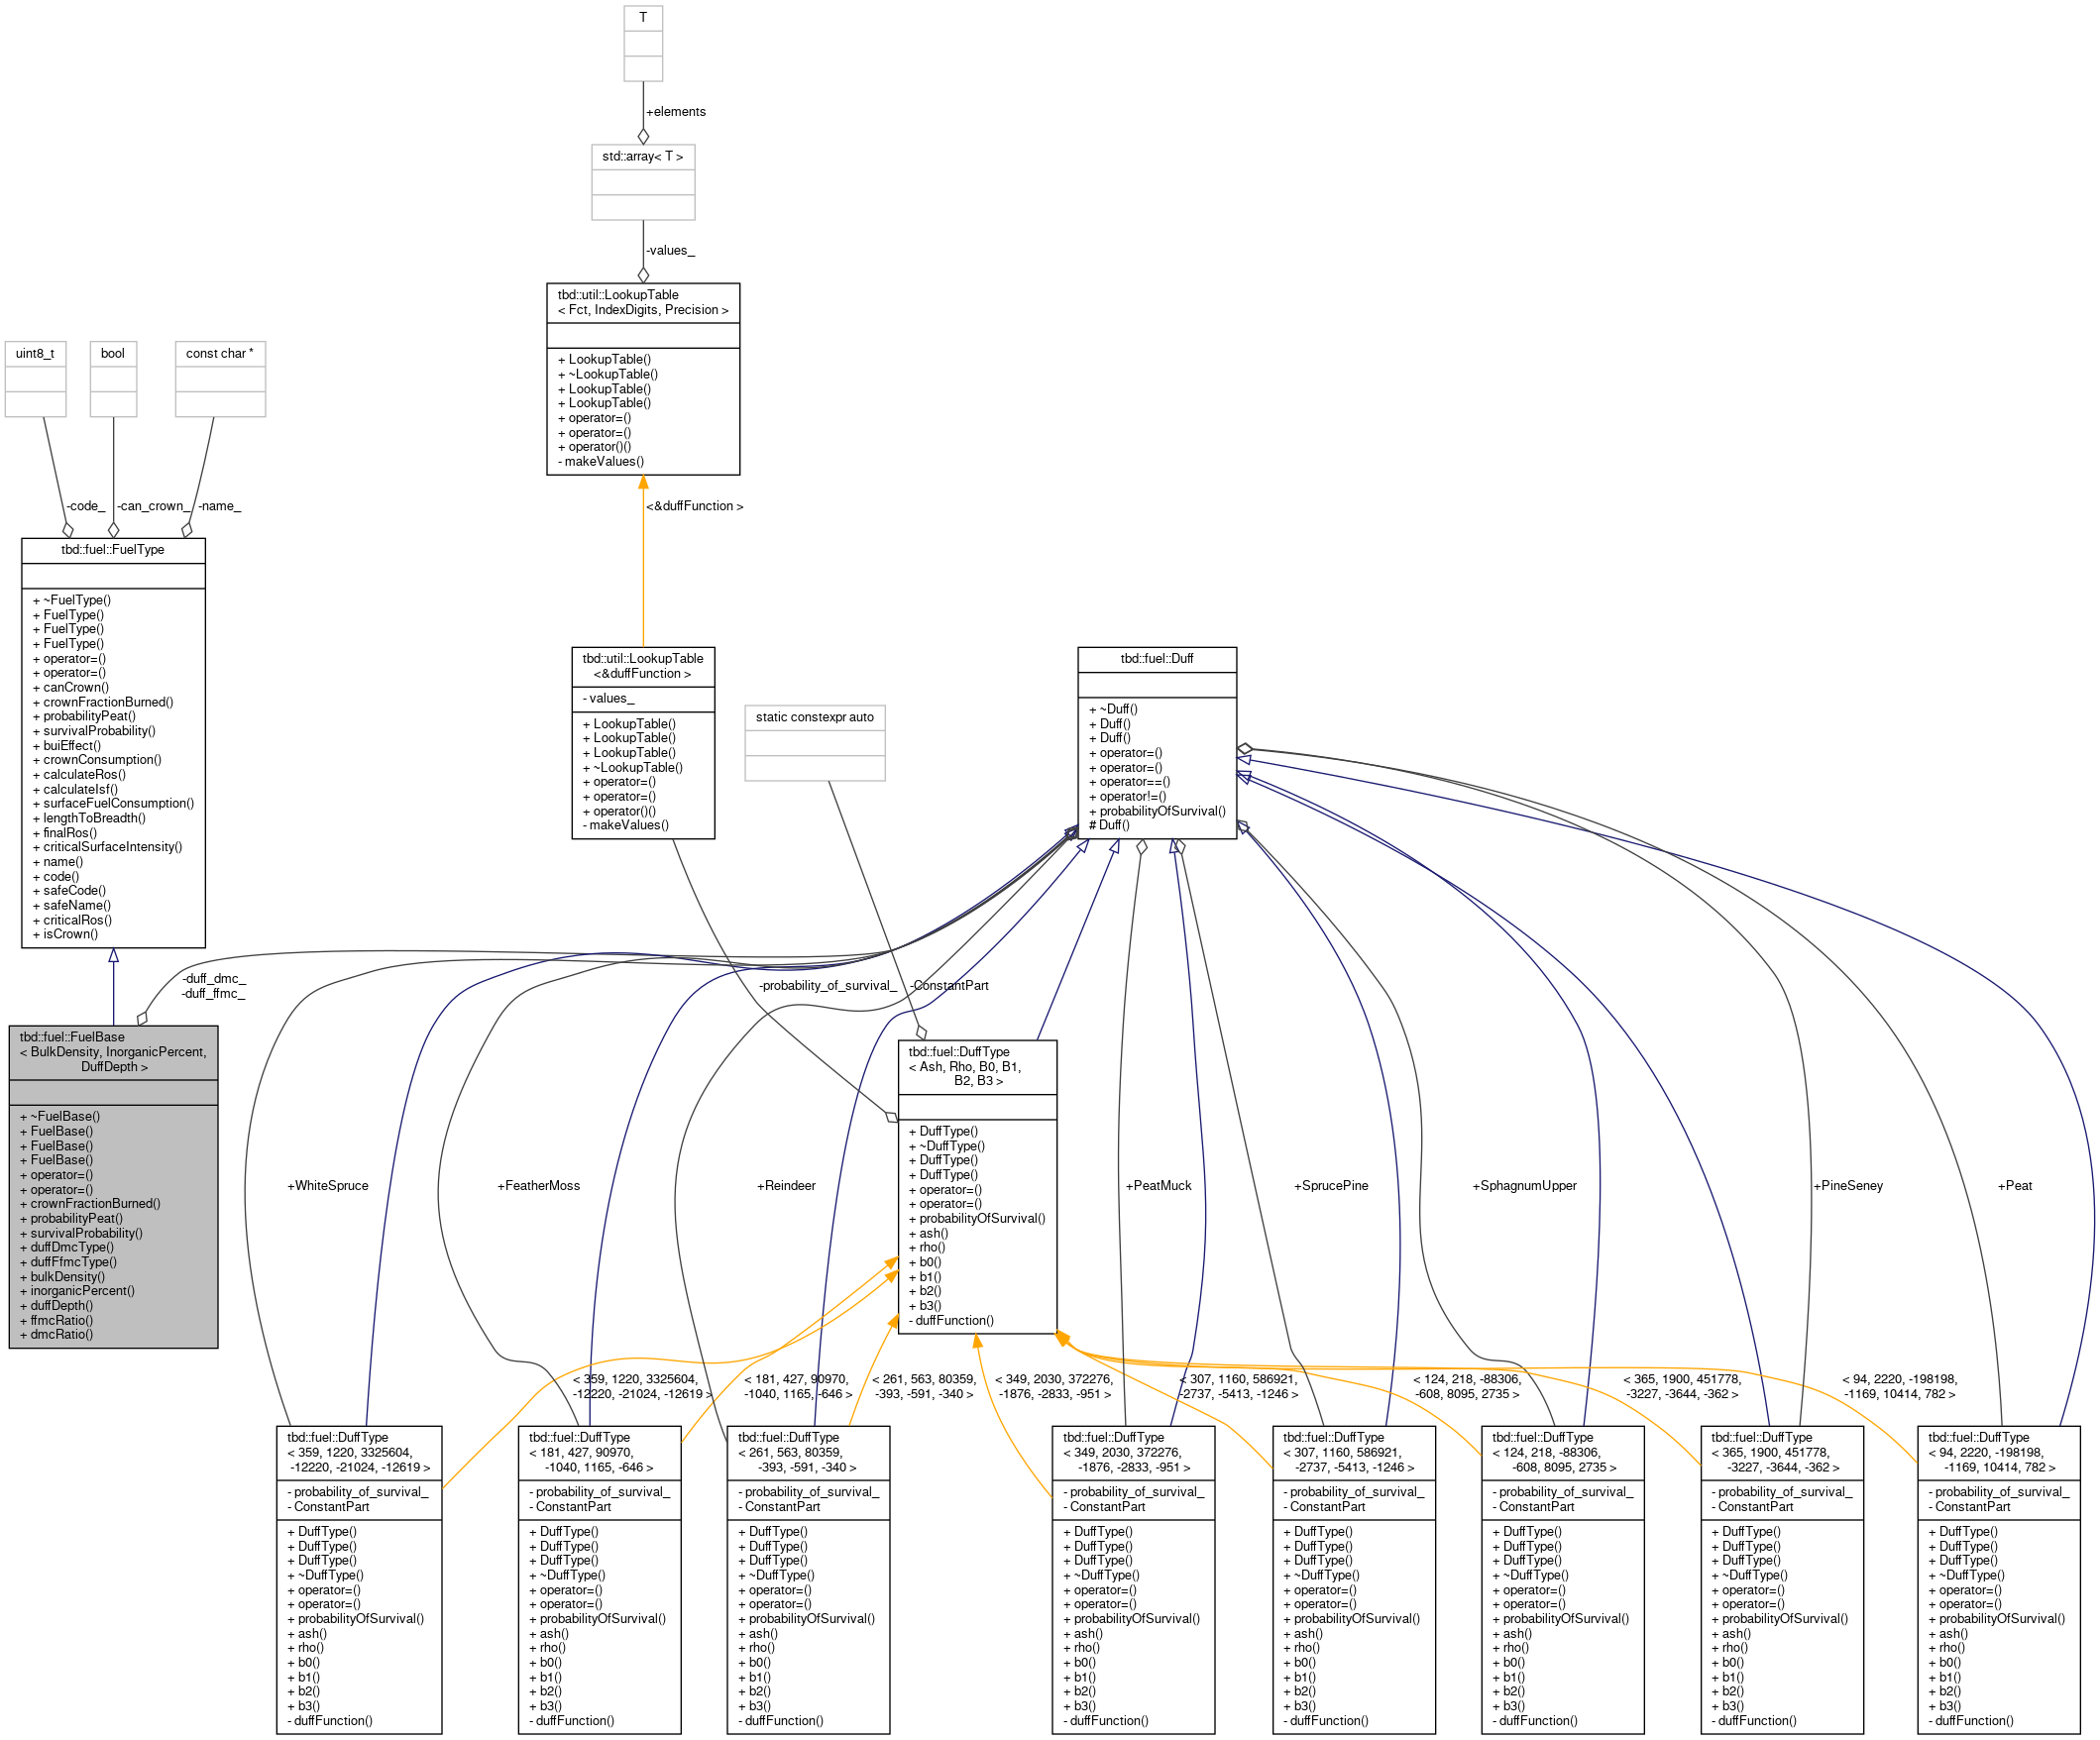 T
+elements
std::array< T >
-values_
tbd::util::LookupTable
< Fct, IndexDigits, Precision >
+ LookupTable()
+ ~LookupTable()
+ LookupTable()
+ LookupTable()
+ operator=()
+ operator=()
+ operator()()
- makeValues()
<&duffFunction >
uint8_t
bool
const char *
-code_
-can_crown_
-name_
tbd::fuel::FuelType
+ ~FuelType()
+ FuelType()
+ FuelType()
+ FuelType()
+ operator=()
+ operator=()
+ canCrown()
+ crownFractionBurned()
+ probabilityPeat()
+ survivalProbability()
+ buiEffect()
+ crownConsumption()
+ calculateRos()
+ calculateIsf()
+ surfaceFuelConsumption()
+ lengthToBreadth()
+ finalRos()
+ criticalSurfaceIntensity()
+ name()
+ code()
+ safeCode()
+ safeName()
+ criticalRos()
+ isCrown()
tbd::util::LookupTable
<&duffFunction >
- values_
+ LookupTable()
+ LookupTable()
+ LookupTable()
+ ~LookupTable()
+ operator=()
+ operator=()
+ operator()()
- makeValues()
static constexpr auto
tbd::fuel::Duff
+ ~Duff()
+ Duff()
+ Duff()
+ operator=()
+ operator=()
+ operator==()
+ operator!=()
+ probabilityOfSurvival()
# Duff()
-duff_dmc_
-duff_ffmc_
-probability_of_survival_
-ConstantPart
tbd::fuel::FuelBase
< BulkDensity, InorganicPercent,
DuffDepth >
+ ~FuelBase()
+ FuelBase()
+ FuelBase()
+ FuelBase()
+ operator=()
+ operator=()
+ crownFractionBurned()
+ probabilityPeat()
+ survivalProbability()
+ duffDmcType()
+ duffFfmcType()
+ bulkDensity()
+ inorganicPercent()
+ duffDepth()
+ ffmcRatio()
+ dmcRatio()
tbd::fuel::DuffType
< Ash, Rho, B0, B1,
B2, B3 >
+ DuffType()
+ ~DuffType()
+ DuffType()
+ DuffType()
+ operator=()
+ operator=()
+ probabilityOfSurvival()
+ ash()
+ rho()
+ b0()
+ b1()
+ b2()
+ b3()
- duffFunction()
+WhiteSpruce
+FeatherMoss
+Reindeer
+PeatMuck
+SprucePine
+SphagnumUpper
+PineSeney
+Peat
< 359, 1220, 3325604,
-12220, -21024, -12619 >
< 181, 427, 90970,
-1040, 1165, -646 >
< 261, 563, 80359,
-393, -591, -340 >
< 349, 2030, 372276,
-1876, -2833, -951 >
< 307, 1160, 586921,
-2737, -5413, -1246 >
< 124, 218, -88306,
-608, 8095, 2735 >
< 365, 1900, 451778,
-3227, -3644, -362 >
< 94, 2220, -198198,
-1169, 10414, 782 >
tbd::fuel::DuffType
< 359, 1220, 3325604,
-12220, -21024, -12619 >
- probability_of_survival_
- ConstantPart
+ DuffType()
+ DuffType()
+ DuffType()
+ ~DuffType()
+ operator=()
+ operator=()
+ probabilityOfSurvival()
+ ash()
+ rho()
+ b0()
+ b1()
+ b2()
+ b3()
- duffFunction()
tbd::fuel::DuffType
< 181, 427, 90970,
-1040, 1165, -646 >
- probability_of_survival_
- ConstantPart
+ DuffType()
+ DuffType()
+ DuffType()
+ ~DuffType()
+ operator=()
+ operator=()
+ probabilityOfSurvival()
+ ash()
+ rho()
+ b0()
+ b1()
+ b2()
+ b3()
- duffFunction()
tbd::fuel::DuffType
< 261, 563, 80359,
-393, -591, -340 >
- probability_of_survival_
- ConstantPart
+ DuffType()
+ DuffType()
+ DuffType()
+ ~DuffType()
+ operator=()
+ operator=()
+ probabilityOfSurvival()
+ ash()
+ rho()
+ b0()
+ b1()
+ b2()
+ b3()
- duffFunction()
tbd::fuel::DuffType
< 349, 2030, 372276,
-1876, -2833, -951 >
- probability_of_survival_
- ConstantPart
+ DuffType()
+ DuffType()
+ DuffType()
+ ~DuffType()
+ operator=()
+ operator=()
+ probabilityOfSurvival()
+ ash()
+ rho()
+ b0()
+ b1()
+ b2()
+ b3()
- duffFunction()
tbd::fuel::DuffType
< 307, 1160, 586921,
-2737, -5413, -1246 >
- probability_of_survival_
- ConstantPart
+ DuffType()
+ DuffType()
+ DuffType()
+ ~DuffType()
+ operator=()
+ operator=()
+ probabilityOfSurvival()
+ ash()
+ rho()
+ b0()
+ b1()
+ b2()
+ b3()
- duffFunction()
tbd::fuel::DuffType
< 124, 218, -88306,
-608, 8095, 2735 >
- probability_of_survival_
- ConstantPart
+ DuffType()
+ DuffType()
+ DuffType()
+ ~DuffType()
+ operator=()
+ operator=()
+ probabilityOfSurvival()
+ ash()
+ rho()
+ b0()
+ b1()
+ b2()
+ b3()
- duffFunction()
tbd::fuel::DuffType
< 365, 1900, 451778,
-3227, -3644, -362 >
- probability_of_survival_
- ConstantPart
+ DuffType()
+ DuffType()
+ DuffType()
+ ~DuffType()
+ operator=()
+ operator=()
+ probabilityOfSurvival()
+ ash()
+ rho()
+ b0()
+ b1()
+ b2()
+ b3()
- duffFunction()
tbd::fuel::DuffType
< 94, 2220, -198198,
-1169, 10414, 782 >
- probability_of_survival_
- ConstantPart
+ DuffType()
+ DuffType()
+ DuffType()
+ ~DuffType()
+ operator=()
+ operator=()
+ probabilityOfSurvival()
+ ash()
+ rho()
+ b0()
+ b1()
+ b2()
+ b3()
- duffFunction()